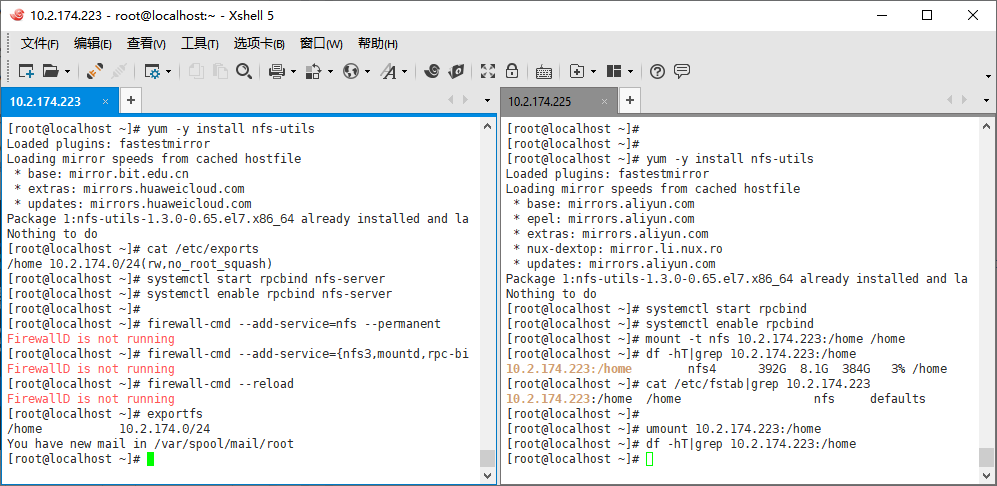 10.2.174.223 - root@localhost:~ - Xshell 5
文件(F) 编辑(E) 查看(V) 工具(T) 选项卡(B) 窗口(W) 帮助(H)
10.2.174.223
[root@localhost ~]# yum -y install nfs-utils
Loaded plugins: fastestmirror
Loading mirror speeds from cached hostfile
* base: mirror.bit.edu.cn
* extras: mirrors.huaweicloud.com
* updates: mirrors.huaweicloud.com
Package 1:nfs-utils-1.3.0-0.65.el7.x86_64 already installed and la
Nothing to do
[root@localhost ~]# cat /etc/exports
/home 10.2.174.0/24(rw,no_root_squash)
[root@localhost ~]# systemctl start rpcbind nfs-server
[root@localhost ~]# systemctl enable rpcbind nfs-server
[root@localhost ~]#
[root@localhost ~]# firewall-cmd --add-service=nfs --permanent
FirewallD is not running
[root@localhost ~]# firewall-cmd --add-service={nfs3,mountd,rpc-bi
FirewallD is not running
[root@localhost ~]# firewall-cmd --reload
FirewallD is not running
[root@localhost ~]# exportfs
/home 10.2.174.0/24
You have new mail in /var/spool/mail/root
[root@localhost ~]#
10.2.174.225
[root@localhost ~]#
[root@localhost ~]#
[root@localhost ~]# yum -y install nfs-utils
Loaded plugins: fastestmirror
Loading mirror speeds from cached hostfile
* base: mirrors.aliyun.com
* epel: mirrors.aliyun.com
* extras: mirrors.aliyun.com
* nux-dextop: mirror.li.nux.ro
* updates: mirrors.aliyun.com
Package 1:nfs-utils-1.3.0-0.65.el7.x86_64 already installed and la
Nothing to do
[root@localhost ~]# systemctl start rpcbind
[root@localhost ~]# systemctl enable rpcbind
[root@localhost ~]# mount -t nfs 10.2.174.223:/home /home
[root@localhost ~]# df -hT|grep 10.2.174.223:/home
10.2.174.223:/home nfs4 392G 8.1G 384G 3% /home
[root@localhost ~]# cat /etc/fstab|grep 10.2.174.223
10.2.174.223:/home /home nfs defaults
[root@localhost ~]#
[root@localhost ~]# umount 10.2.174.223:/home
[root@localhost ~]# df -hT|grep 10.2.174.223:/home
[root@localhost ~]#